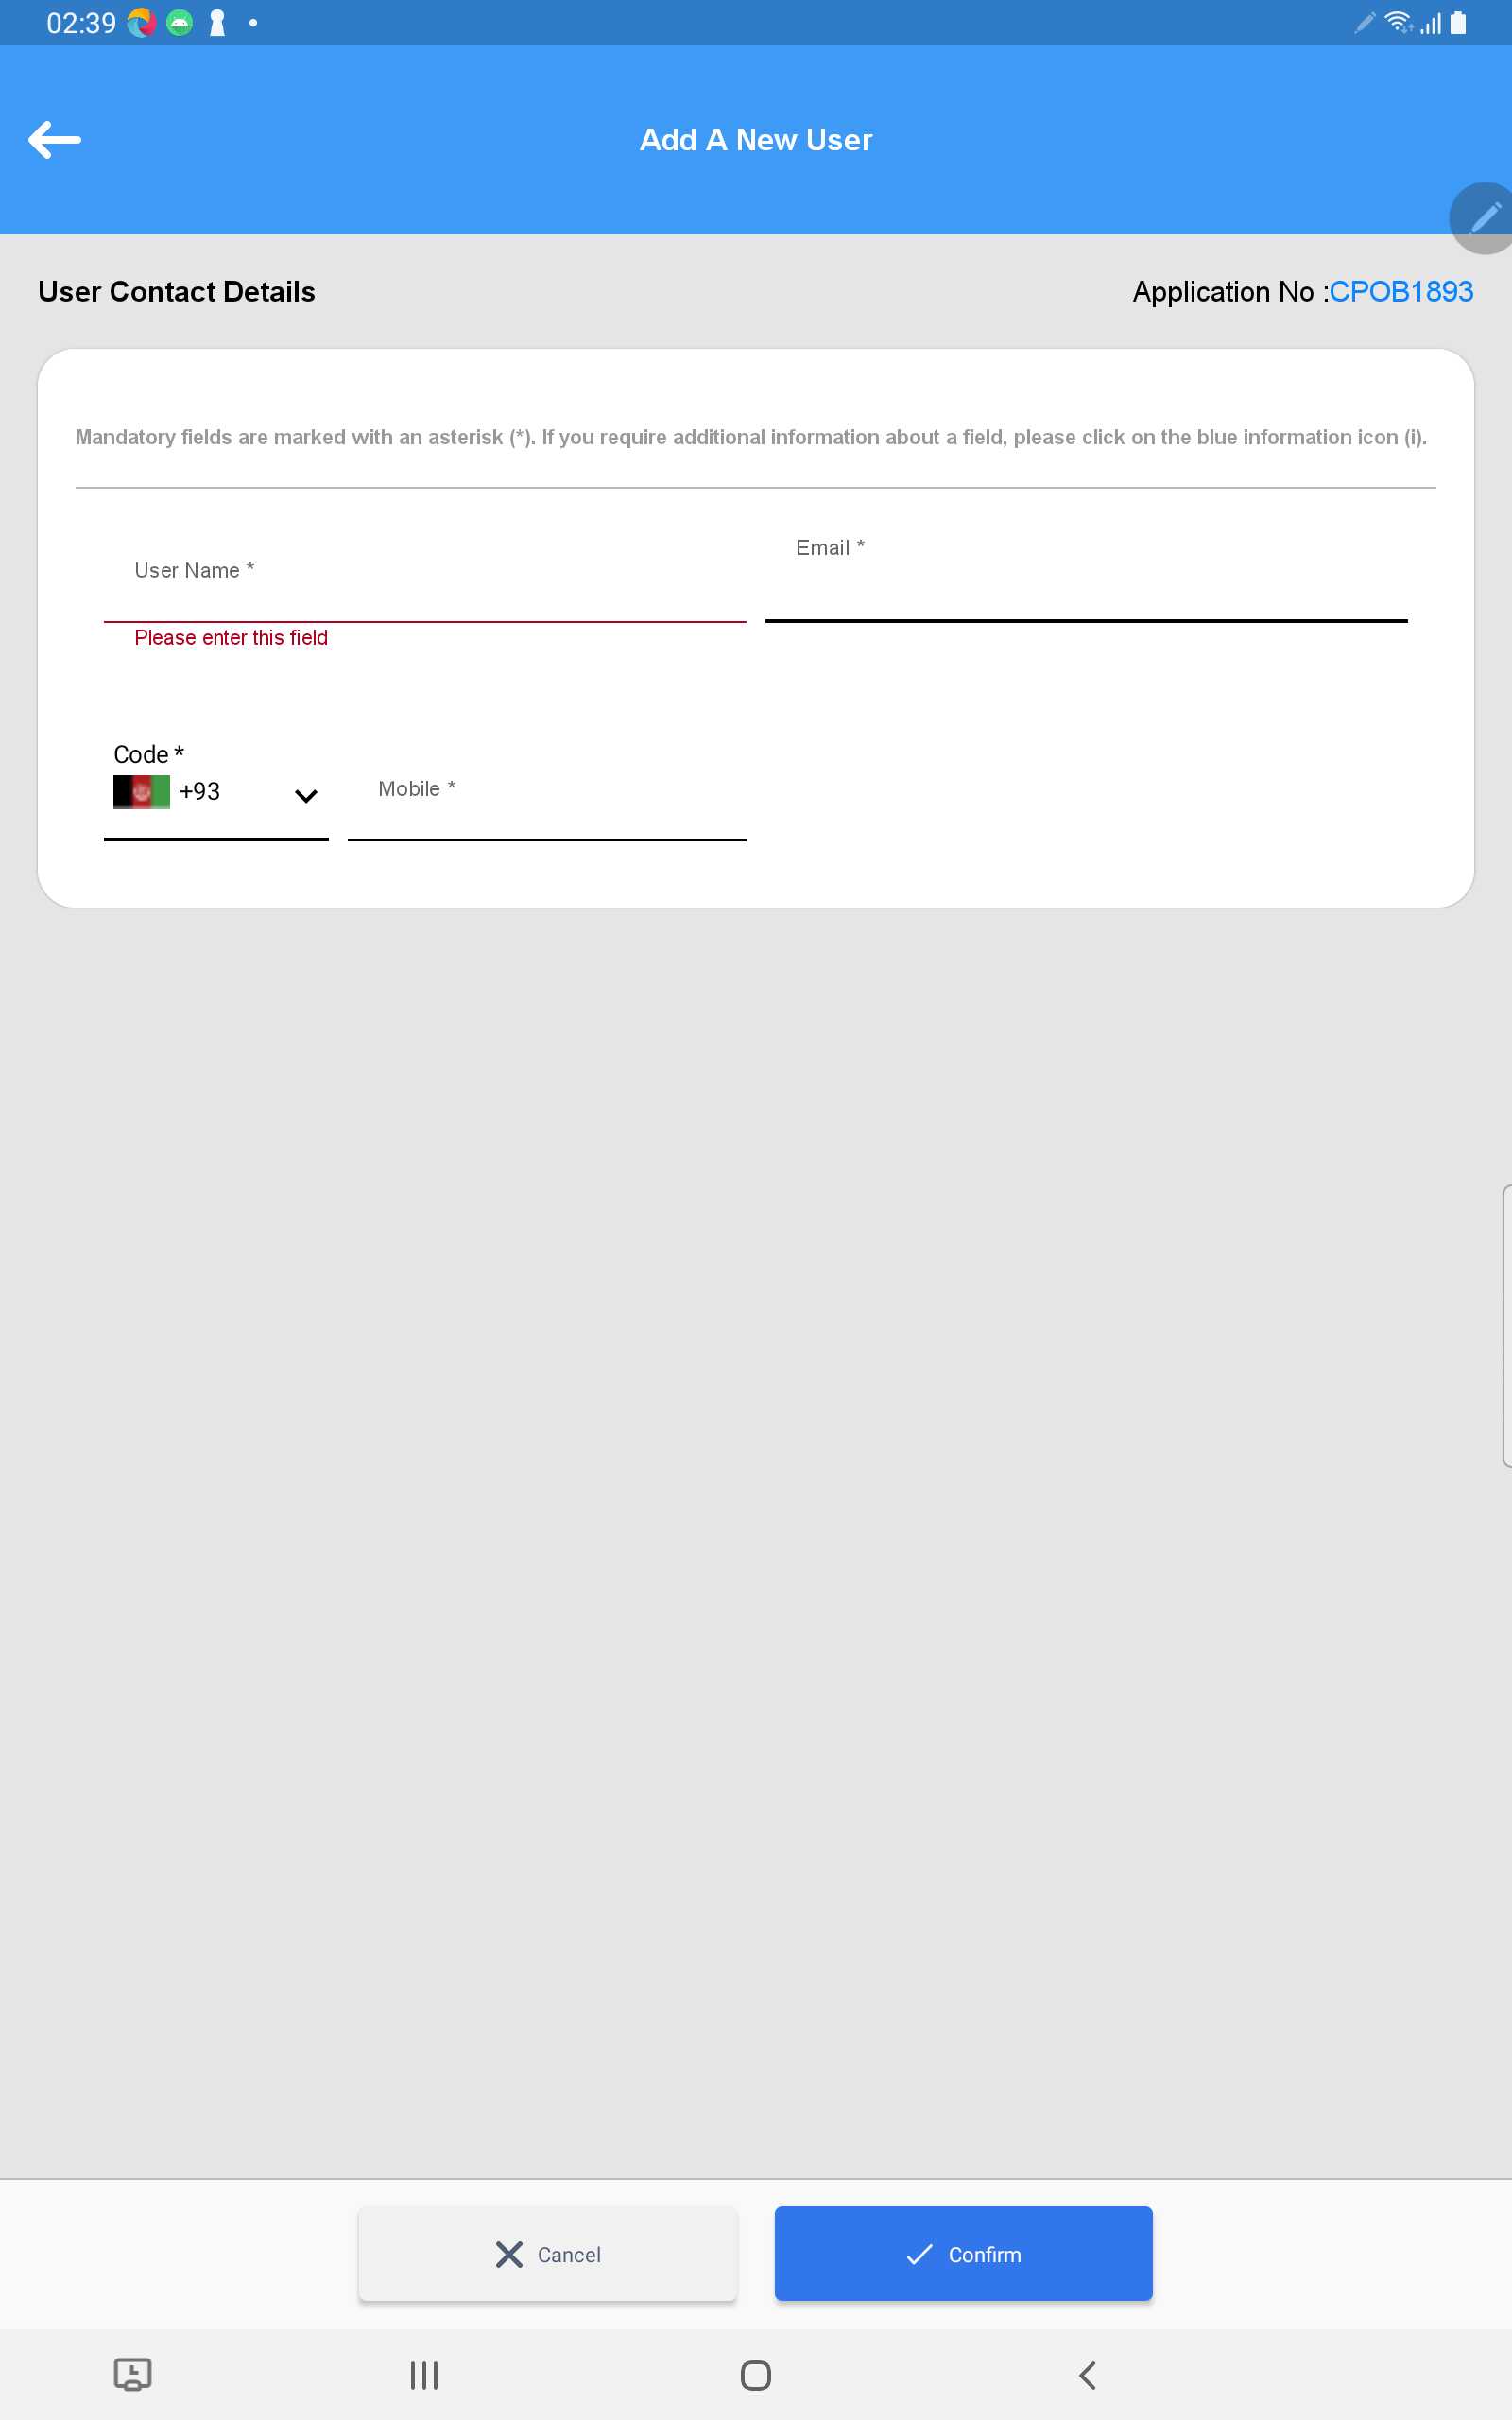 02:39
Add A New User
User Contact Details
Application No :CPOB1893
Mandatory fields are marked with an asterisk (*). If you require additional information about a field, please click on the blue information icon (i).
User Name *
Email *
Please enter this field
Code *
+93
Mobile *
Cancel
Confirm